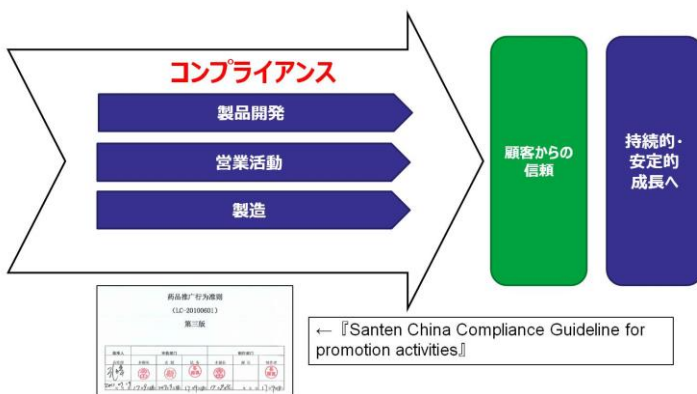 コンプライアンス
製品開発
営業活動
製造
顧客からの
信頼
持続的・
安定的
成長へ
药品推广行为准则
(LC-20100601)
第三版
← 『Santen China Compliance Guideline for
promotion activities』